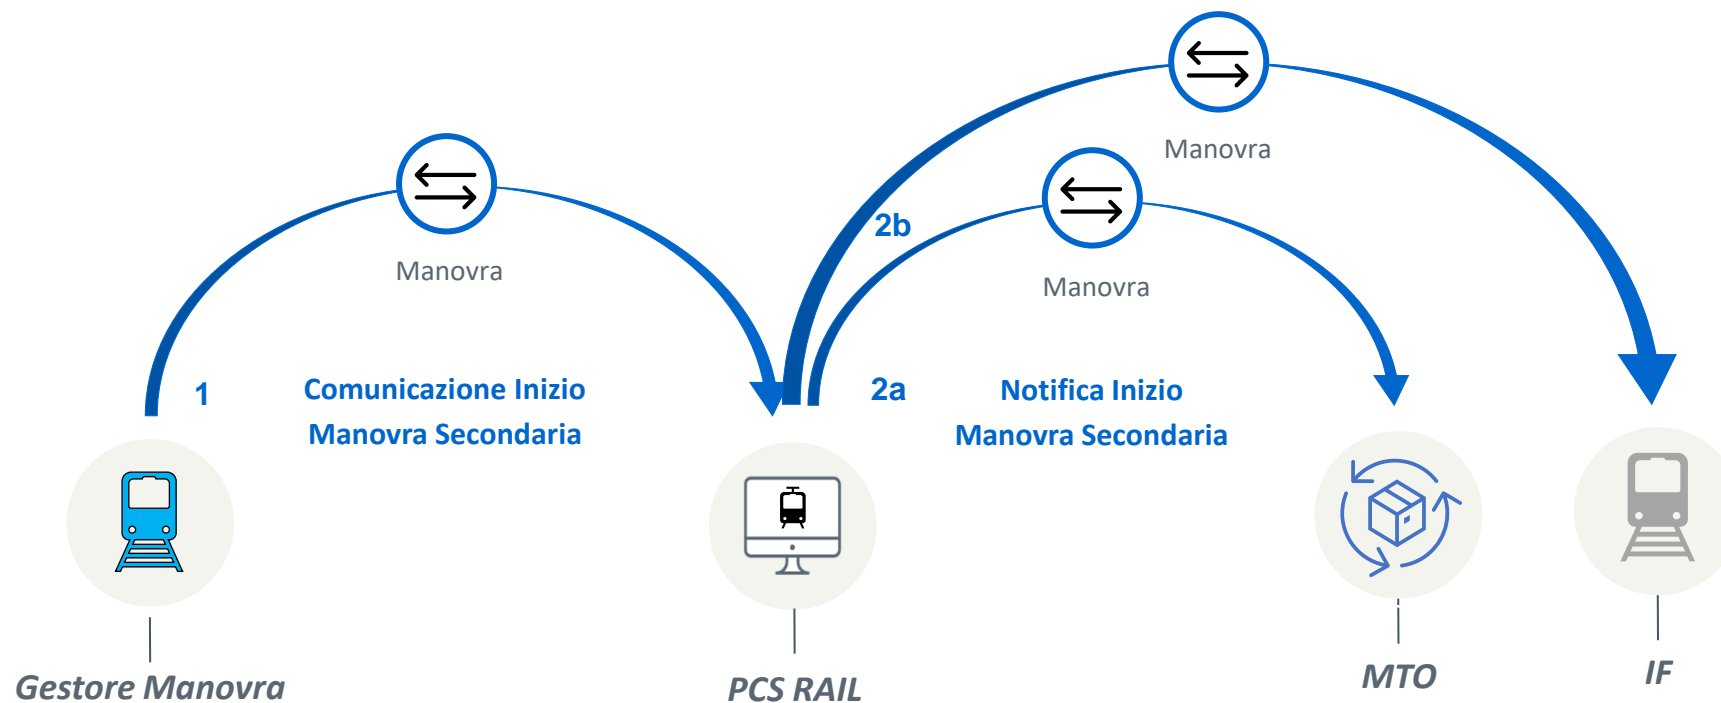 Manovra
Manovra
2b
Manovra
1
Comunicazione Inizio
Manovra Secondaria
2a
Notifica Inizio
Manovra Secondaria
Gestore Manovra
PCS RAIL
MTO
IF